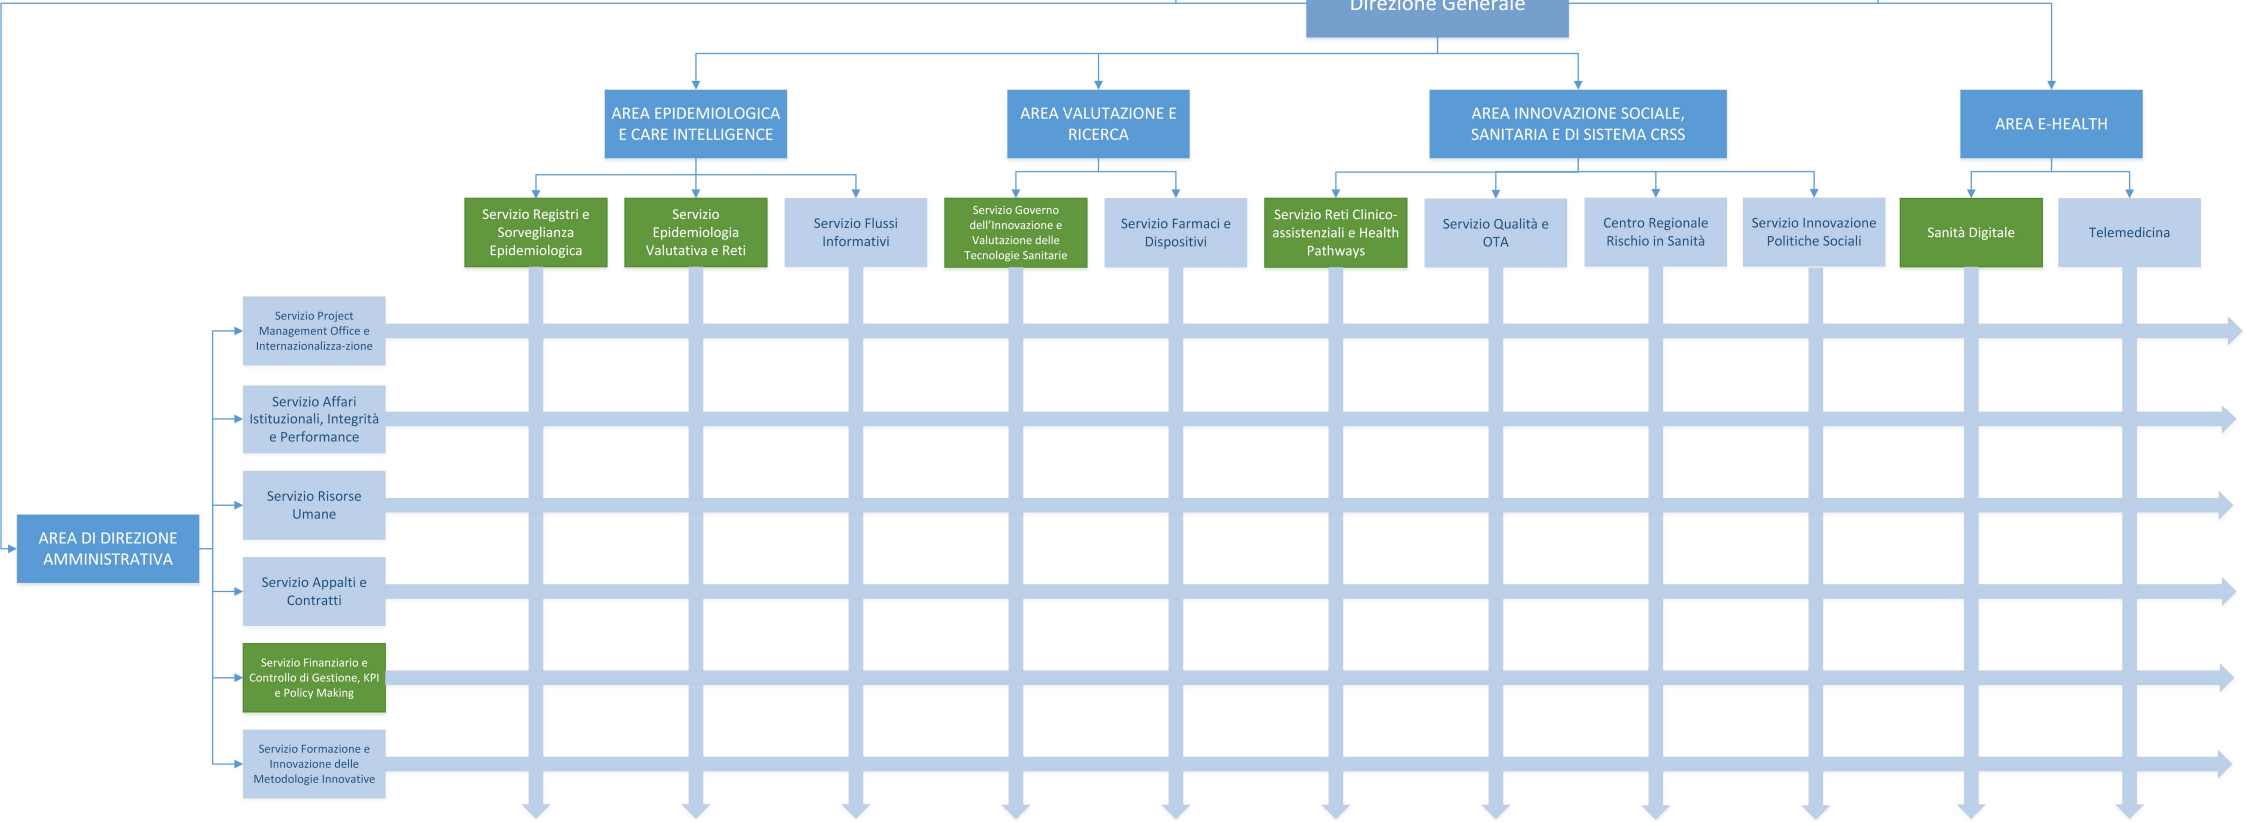 Direzione Generale
AREA EPIDEMIOLOGICA
E CARE INTELLIGENCE
AREA VALUTAZIONE E
RICERCA
AREA INNOVAZIONE SOCIALE,
SANITARIA E DI SISTEMA CRSS
AREA E-HEALTH
Servizio Registri e
Sorveglianza
Epidemiologica
Servizio
Epidemiologia
Valutativa e Reti
Servizio Flussi
Informativi
Servizio Governo
dell'Innovazione e
Valutazione delle
Tecnologie Sanitarie
Servizio Farmaci e
Dispositivi
Servizio Reti Clinico-
assistenziali e Health
Pathways
Servizio Qualità e
OTA
Centro Regionale
Rischio in Sanità
Servizio Innovazione
Politiche Sociali
Sanità Digitale
Telemedicina
Servizio Project
Management Office e
Internazionalizza-zione
Servizio Affari
Istituzionali, Integrità
e Performance
Servizio Risorse
Umane
AREA DI DIREZIONE
AMMINISTRATIVA
Servizio Appalti e
Contratti
Servizio Finanziario e
Controllo di Gestione, KPI
e Policy Making
Servizio Formazione e
Innovazione delle
Metodologie Innovative